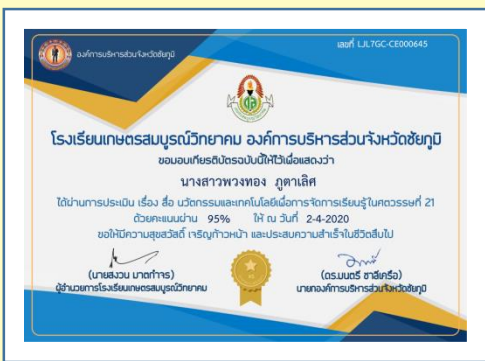 เลขที่ LJL7GC-CE000645
องค์การบริหารส่วนจังหวัดชัยภูมิ
โรงเรียนเกษตรสมบูรณ์วิทยาคม องค์การบริหารส่วนจังหวัดชัยภูมิ
ขอมอบเกียรติบัตรฉบับนี้ให้ไว้เพื่อแสดงว่า
นางสาวพวงทอง ภูตาเลิศ
ได้ผ่านการประเมิน เรื่อง สื่อ นวัตกรรมและเทคโนโลยีเพื่อการจัดการเรียนรู้ในศตวรรษที่ 21
ด้วยคะแนนผ่าน 95% ให้ ณ วันที่ 2-4-2020
ขอให้มีความสุขสวัสดิ์ เจริญก้าวหน้า และประสบความสำเร็จในชีวิตสืบไป
(นายสงวน มาตก่ำจร) (ดร.มนตรี ชาลีเครือ)
ผู้อำนวยการโรงเรียนเกษตรสมบูรณ์วิทยาคม นายกองค์การบริหารส่วนจังหวัดชัยภูมิ